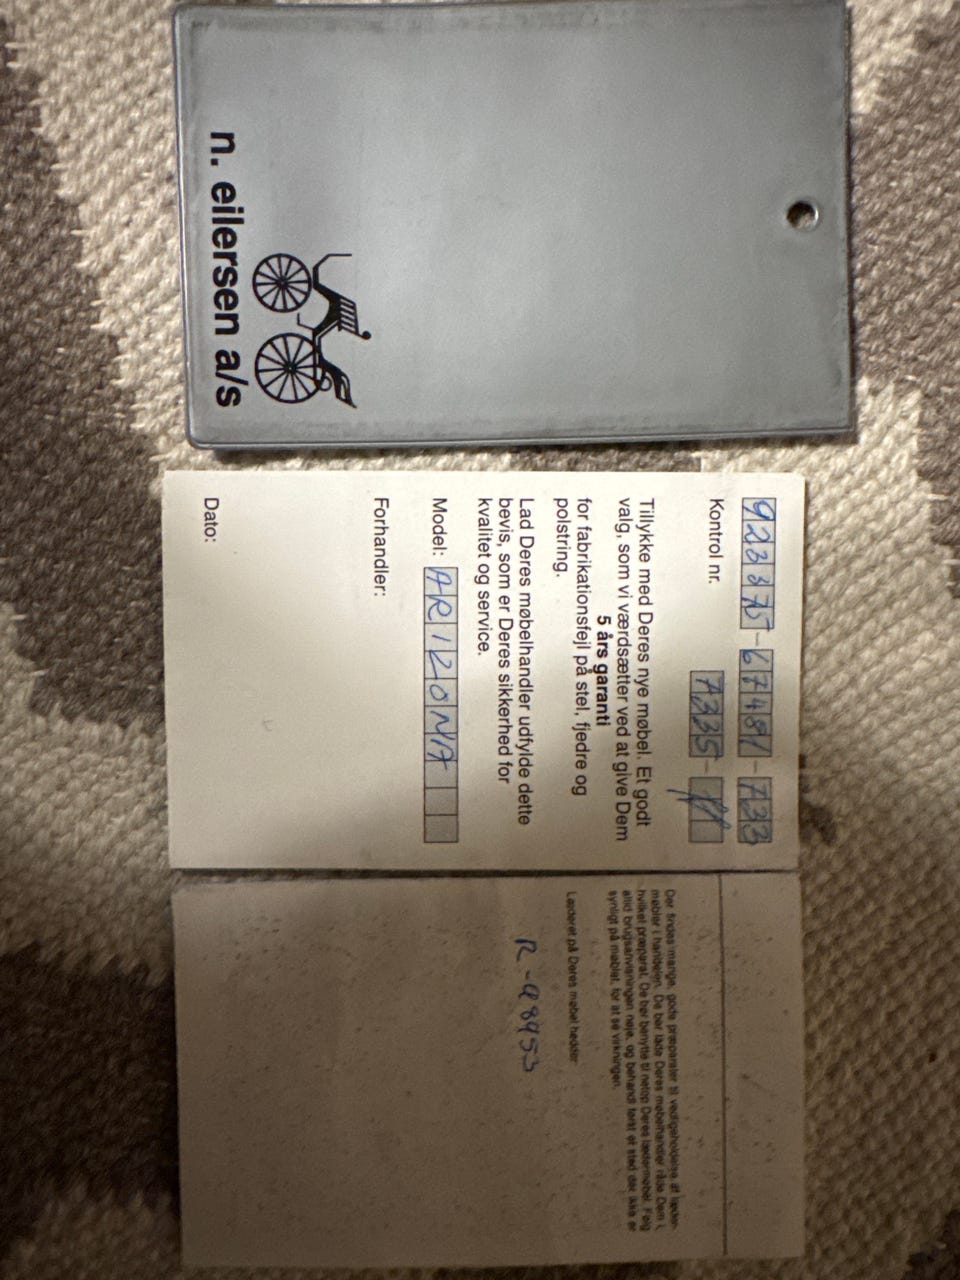 n. eilersen a/s
923375-67481-733
Kontrol nr. 7335-
Tillykke med Deres nye møbel. Et godt
valg, som vi værdsætter ved at give Dem
5 års garanti
for fabrikationsfejl på stel, fjedre og
polstring.
Lad Deres møbelhandler udfylde dette
bevis, som er Deres sikkerhed for
kvalitet og service.
Model: ARIZONA
Forhandler:
Dato:
Der findes mange, gode præparater til vedligeholdelse af læder-
møbler i handelen. De bør lade Deres møbelhandler råde Dem i,
hvilket præparat, De bør benytte til netop Deres lædermøbel. Følg
altid brugsanvisningen nøje, og behandl først et sted der ikke er
synligt på møblet, for at se virkningen.
Læderet på Deres møbel hedder: